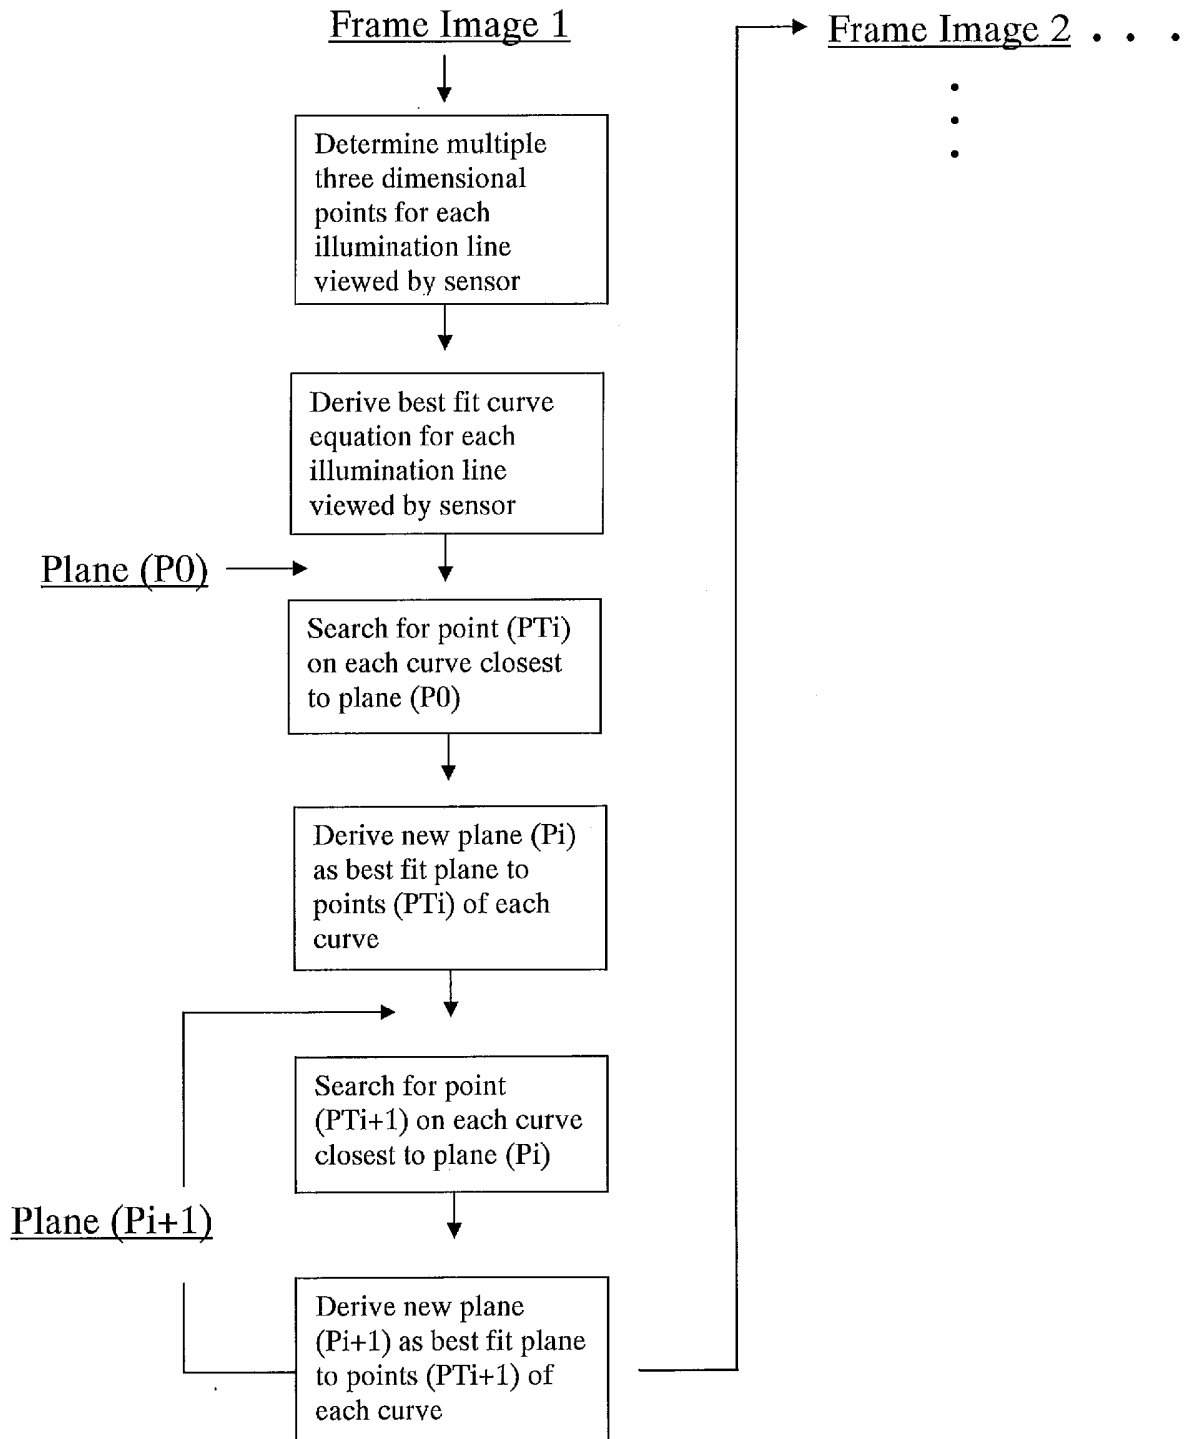 Frame Image 1
Frame Image 2 . . .
Determine multiple
three dimensional
points for each
illumination line
viewed by sensor
Derive best fit curve
equation for each
illumination line
viewed by sensor
Plane (P0)
Search for point (PTi)
on each curve closest
to plane (P0)
Derive new plane (Pi)
as best fit plane to
points (PTi) of each
curve
Search for point
(PTi+1) on each curve
closest to plane (Pi)
Plane (Pi+1)
Derive new plane
(Pi+1) as best fit plane
to points (PTi+1) of
each curve